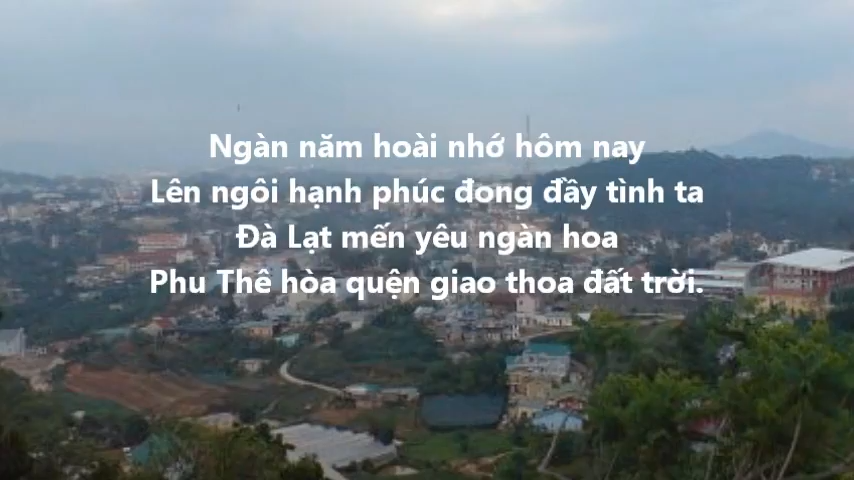 Ngàn năm hoài nhớ hôm nay
Lên ngôi hạnh phúc đong đầy tình ta
Đà Lạt mến yêu ngàn hoa
Phu Thê hòa quện giao thoa đất trời.